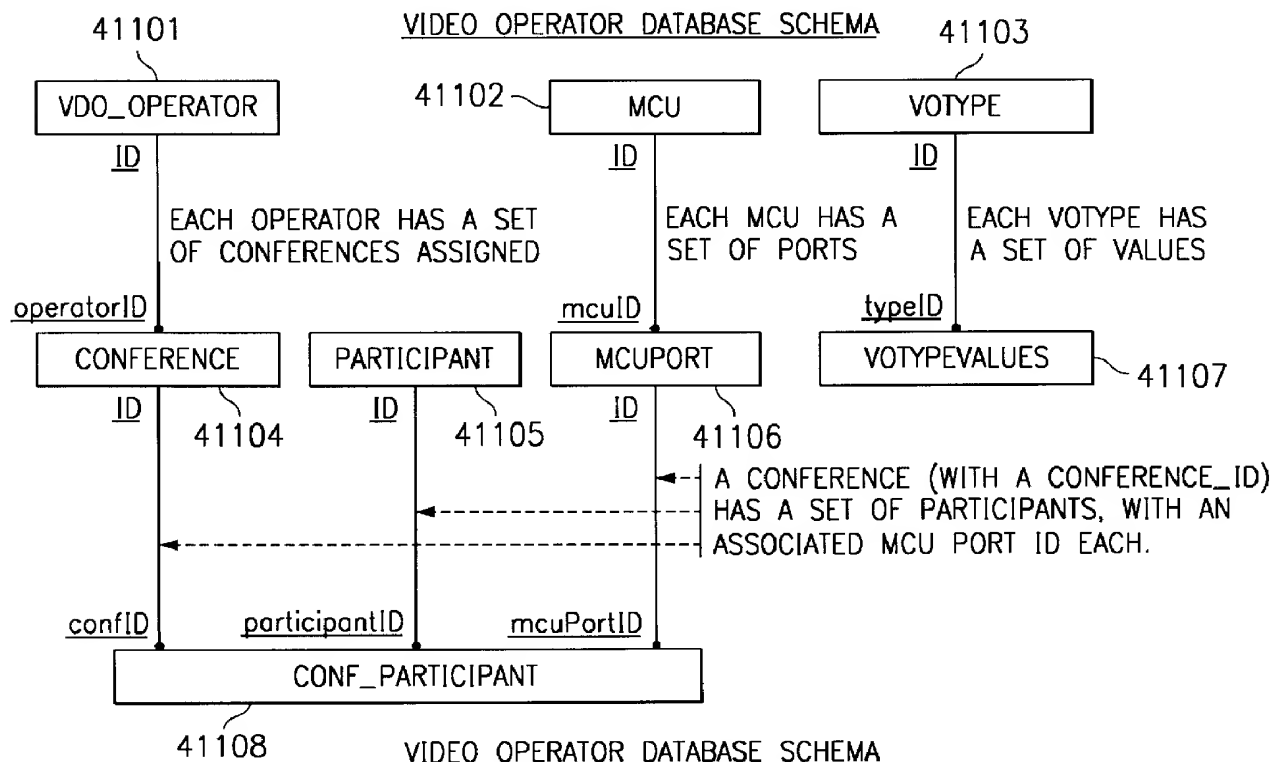 VIDEO OPERATOR DATABASE SCHEMA
41101
41103
41102
VDO_OPERATOR
MCU
VOTYPE
ID
ID
ID
EACH OPERATOR HAS A SET
OF CONFERENCES ASSIGNED
EACH MCU HAS A
SET OF PORTS
EACH VOTYPE HAS
A SET OF VALUES
operatorID
mcuID
typeID
CONFERENCE
PARTICIPANT
MCUPORT
VOTYPEVALUES
ID
ID
ID
41104
41105
41106
41107
A CONFERENCE (WITH A CONFERENCE_ID)
HAS A SET OF PARTICIPANTS, WITH AN
ASSOCIATED MCU PORT ID EACH.
confID
participantID
mcuPortID
CONF_PARTICIPANT
41108
VIDEO OPERATOR DATABASE SCHEMA